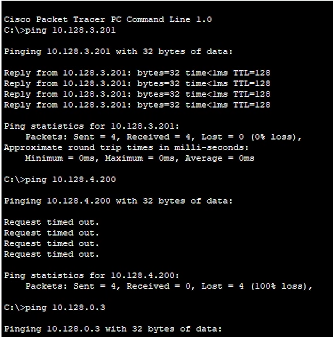 Cisco Packet Tracer PC Command Line 1.0
C:\>ping 10.128.3.201
Pinging 10.128.3.201 with 32 bytes of data:
Reply from 10.128.3.201: bytes=32 time<1ms TTL=128
Reply from 10.128.3.201: bytes=32 time<1ms TTL=128
Reply from 10.128.3.201: bytes=32 time<1ms TTL=128
Reply from 10.128.3.201: bytes=32 time<1ms TTL=128
Ping statistics for 10.128.3.201:
Packets: Sent = 4, Received = 4, Lost = 0 (0% loss),
Approximate round trip times in milli-seconds:
Minimum = 0ms, Maximum = 0ms, Average = 0ms
C:\>ping 10.128.4.200
Pinging 10.128.4.200 with 32 bytes of data:
Request timed out.
Request timed out.
Request timed out.
Request timed out.
Ping statistics for 10.128.4.200:
Packets: Sent = 4, Received = 0, Lost = 4 (100% loss),
C:\>ping 10.128.0.3
Pinging 10.128.0.3 with 32 bytes of data: